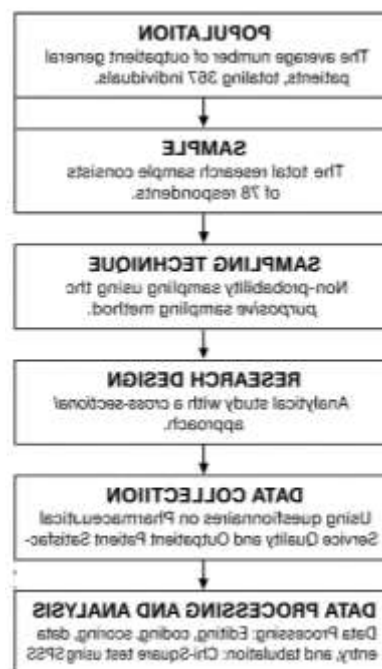 POPULATION
The average number of outpatient general
patients, totaling 367 individuals.
SAMPLE
The total research sample consists
of 78 respondents.
SAMPLING TECHNIQUE
Non-probability sampling using thc
purposive sampling method.
RESEARCH DESIGN
Analytical study with a cross-sectional
approach.
DATA COLLECTIION
Using questionnaires on Pharmaceutical
Service Quality and Outpatient Patient Satisfac-
DATA PROCESSING AND ANALYSIS
Data Processing: Editing, coding, scoring, data
entry, and tabulation: Chi-Square test using SPSS